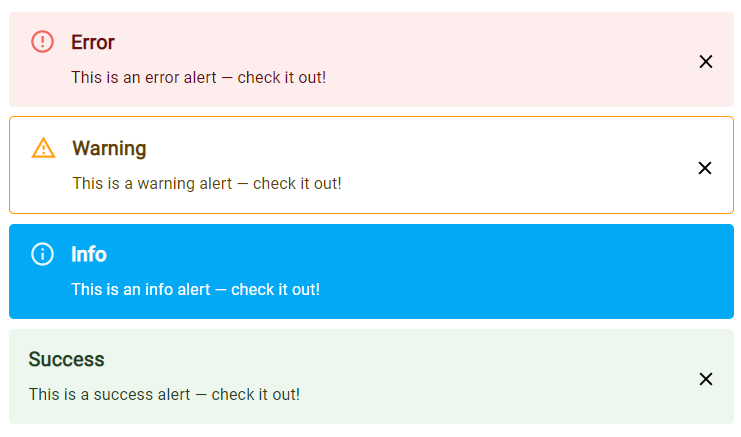 Error
This is an error alert — check it out!
Warning
This is a warning alert — check it out!
Info
This is an info alert — check it out!
Success
This is a success alert — check it out!